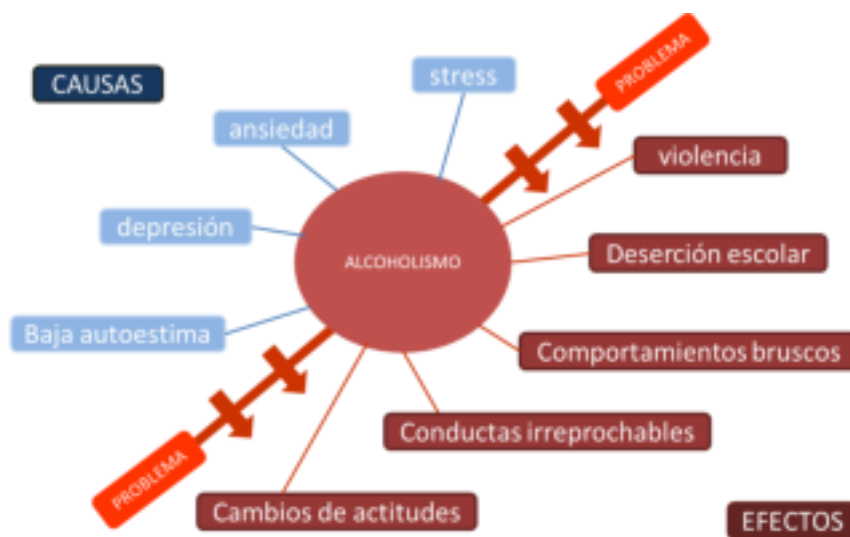 CAUSAS
stress
PROBLEMA
ansiedad
violencia
depresión
ALCOHOLISMO
Deserción escolar
Baja autoestima
Comportamientos bruscos
Conductas irreprochables
PROBLEMA
Cambios de actitudes
EFECTOS